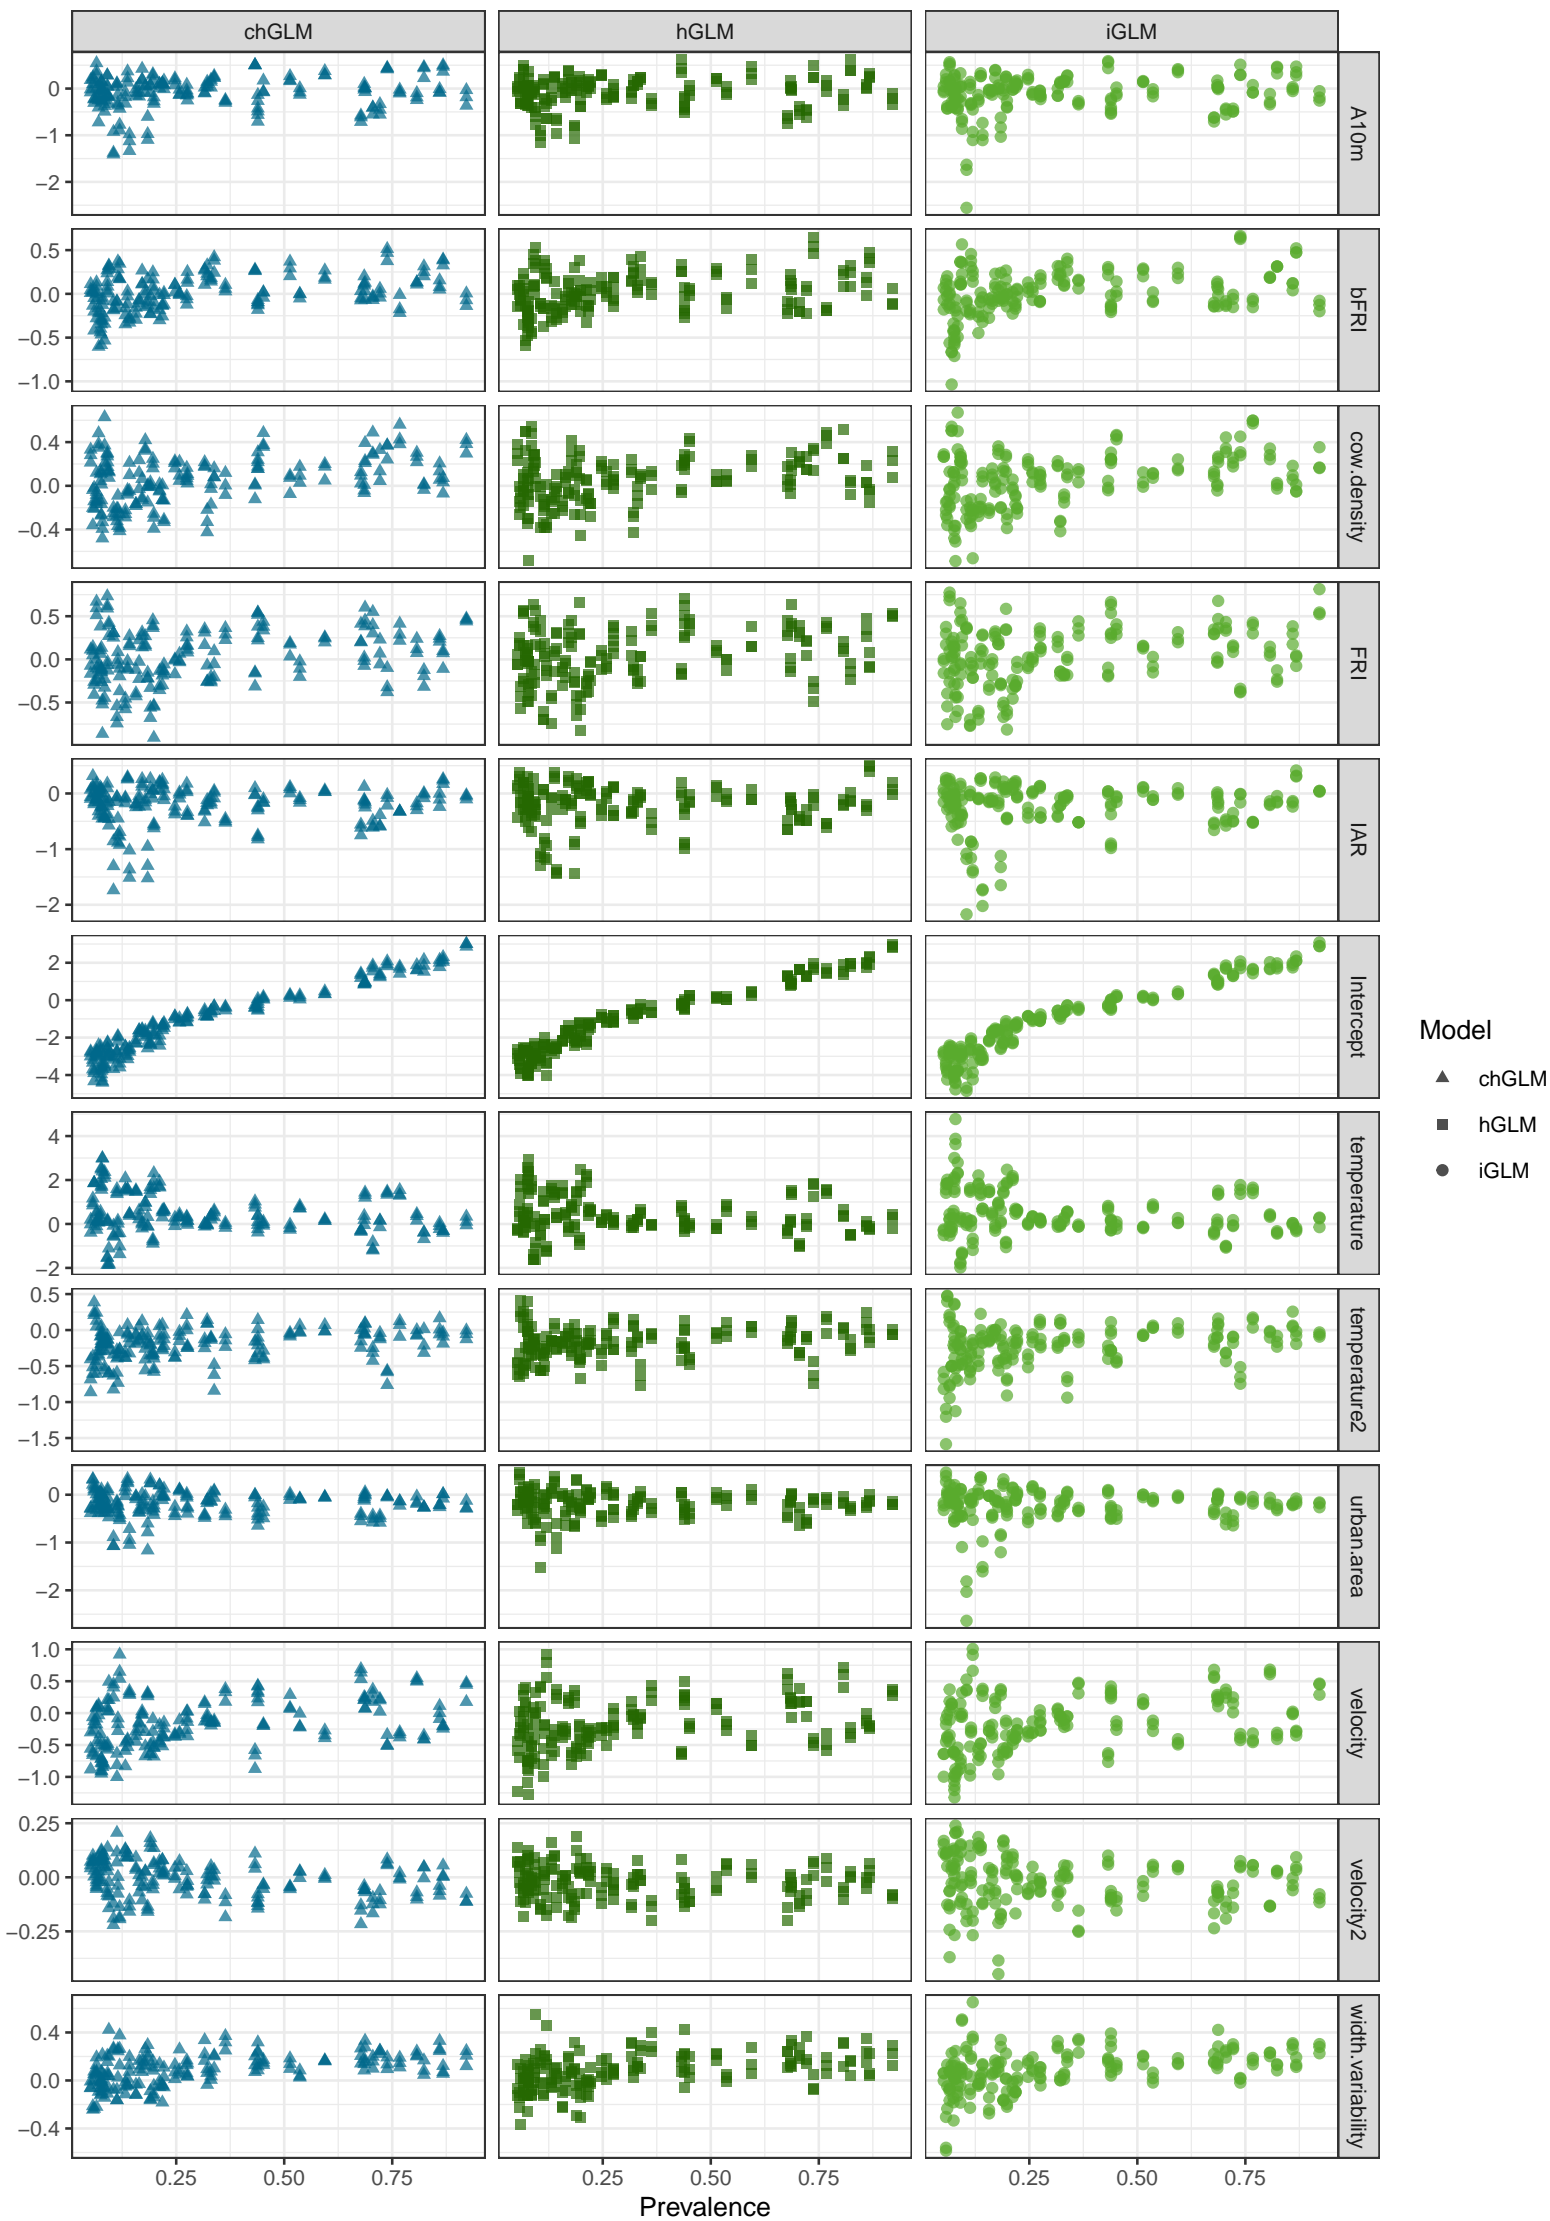 chGLM hGLM iGLM
0
−1
−2
A10m
0.5
0.0
−0.5
−1.0
bFRI
0.4
0.0
−0.4
cow.density
0.5
0.0
−0.5
FRI
0
−1
−2
IAR
2
0
−2
−4
Intercept
4
2
0
−2
temperature
0.5
0.0
−0.5
−1.0
−1.5
temperature2
0
−1
−2
urban.area
1.0
0.5
0.0
−0.5
−1.0
velocity
0.25
0.00
−0.25
velocity2
0.4
0.0
−0.4
width.variability
0.25 0.50 0.75 0.25 0.50 0.75 0.25 0.50 0.75
Prevalence
Model
chGLM
hGLM
iGLM